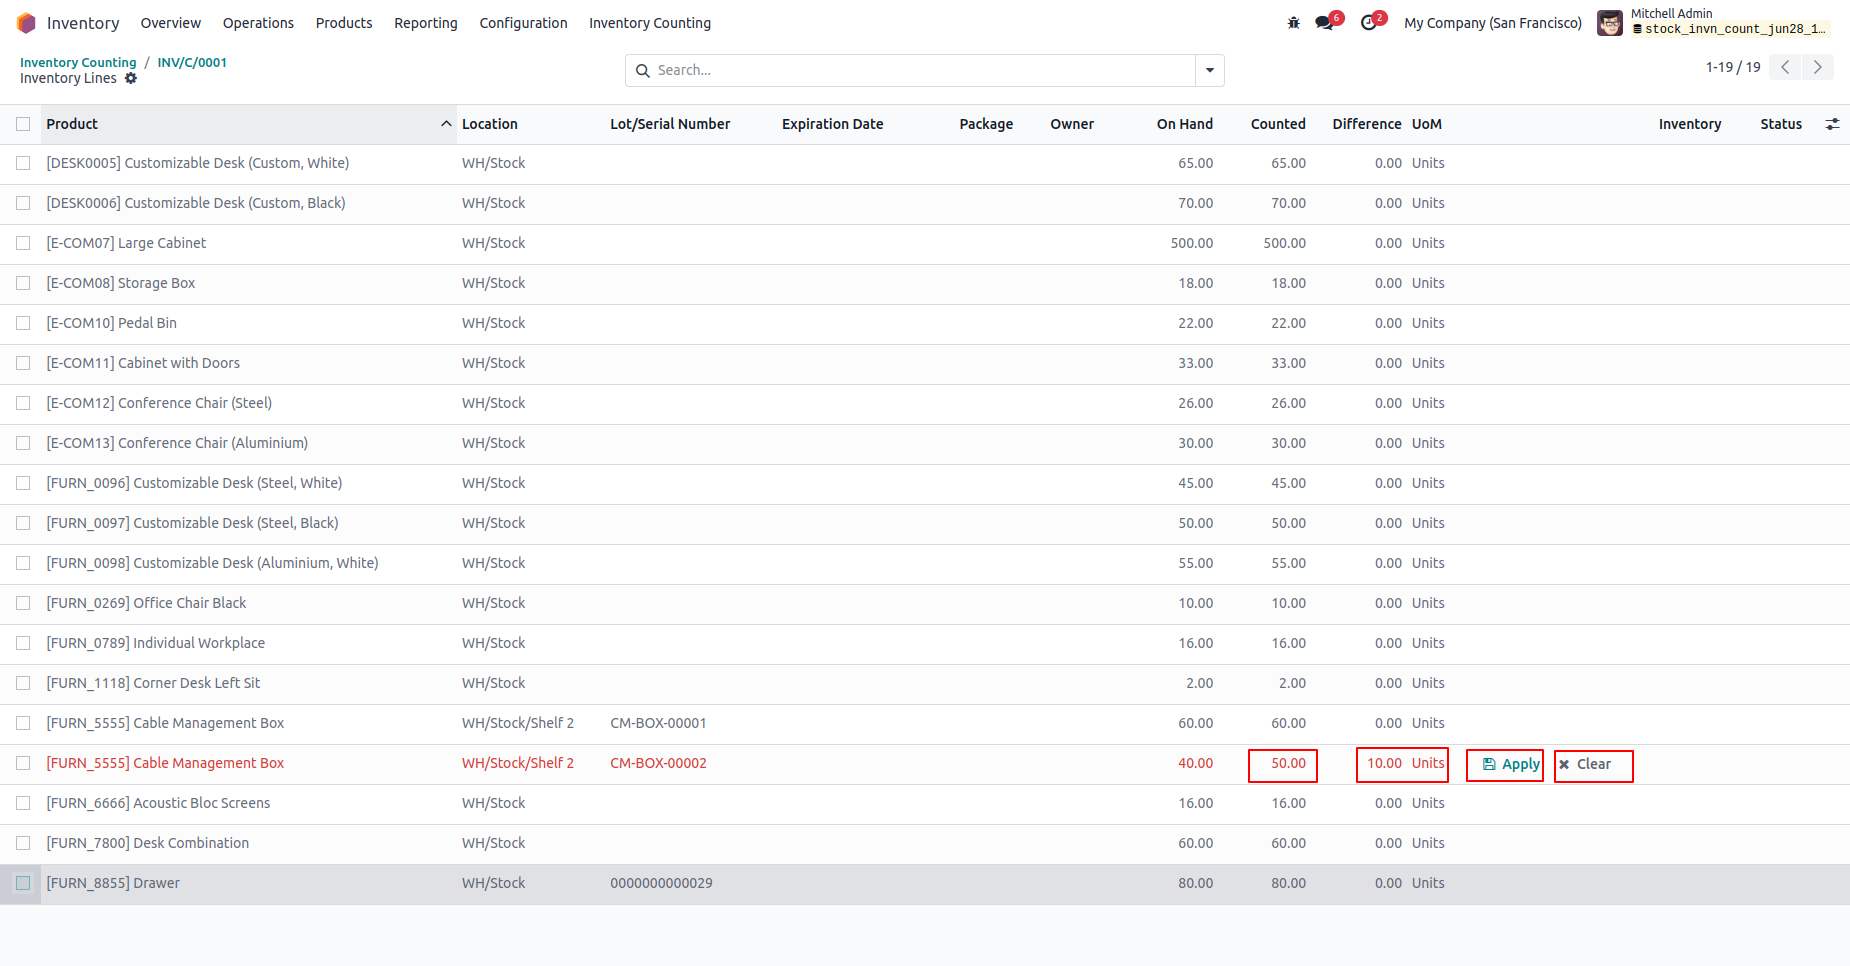 Inventory Overview Operations Products Reporting Configuration Inventory Counting 6 2 My Company (San Francisco) Mitchell Admin
stock_invn_count_jun28_1...
Inventory Counting / INV/C/0001
Inventory Lines
Search...
1-19 / 19
Product Location Lot/Serial Number Expiration Date Package Owner On Hand Counted Difference UoM Inventory Status
[DESK0005] Customizable Desk (Custom, White) WH/Stock 65.00 65.00 0.00 Units
[DESK0006] Customizable Desk (Custom, Black) WH/Stock 70.00 70.00 0.00 Units
[E-COM07] Large Cabinet WH/Stock 500.00 500.00 0.00 Units
[E-COM08] Storage Box WH/Stock 18.00 18.00 0.00 Units
[E-COM10] Pedal Bin WH/Stock 22.00 22.00 0.00 Units
[E-COM11] Cabinet with Doors WH/Stock 33.00 33.00 0.00 Units
[E-COM12] Conference Chair (Steel) WH/Stock 26.00 26.00 0.00 Units
[E-COM13] Conference Chair (Aluminium) WH/Stock 30.00 30.00 0.00 Units
[FURN_0096] Customizable Desk (Steel, White) WH/Stock 45.00 45.00 0.00 Units
[FURN_0097] Customizable Desk (Steel, Black) WH/Stock 50.00 50.00 0.00 Units
[FURN_0098] Customizable Desk (Aluminium, White) WH/Stock 55.00 55.00 0.00 Units
[FURN_0269] Office Chair Black WH/Stock 10.00 10.00 0.00 Units
[FURN_0789] Individual Workplace WH/Stock 16.00 16.00 0.00 Units
[FURN_1118] Corner Desk Left Sit WH/Stock 2.00 2.00 0.00 Units
[FURN_5555] Cable Management Box WH/Stock/Shelf 2 CM-BOX-00001 60.00 60.00 0.00 Units
[FURN_5555] Cable Management Box WH/Stock/Shelf 2 CM-BOX-00002 40.00 50.00 10.00 Units Apply Clear
[FURN_6666] Acoustic Bloc Screens WH/Stock 16.00 16.00 0.00 Units
[FURN_7800] Desk Combination WH/Stock 60.00 60.00 0.00 Units
[FURN_8855] Drawer WH/Stock 0000000000029 80.00 80.00 0.00 Units